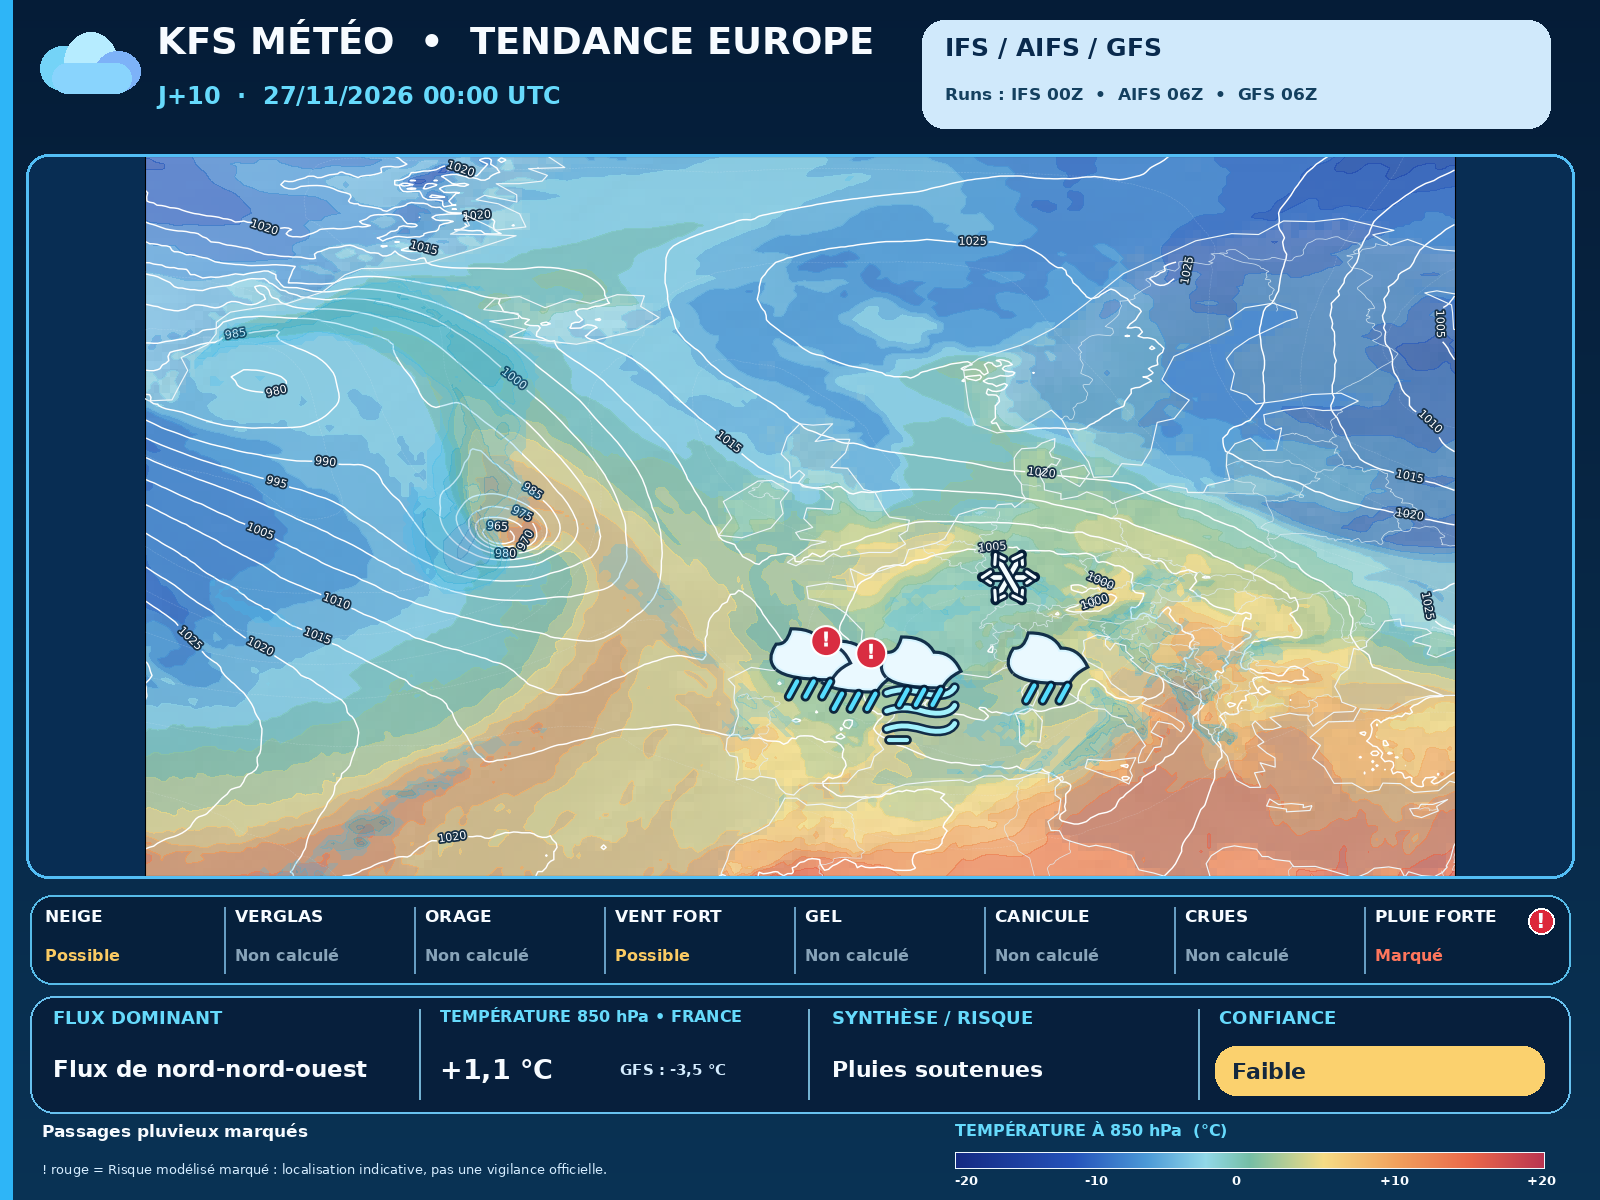 KFS MÉTÉO • TENDANCE EUROPE
J+10 · 27/11/2026 00:00 UTC
IFS / AIFS / GFS
Runs : IFS 00Z • AIFS 06Z • GFS 06Z
1020
1020
1020
1015
1025
1025
1005
985
980
1000
1010
1015
990
995
1020
1015
985
975
965
970
980
1005
1020
1005
1000
1000
1010
1025
1025
1015
1020
1020
! !
NEIGE
Possible
VERGLAS
Non calculé
ORAGE
Non calculé
VENT FORT
Possible
GEL
Non calculé
CANICULE
Non calculé
CRUES
Non calculé
PLUIE FORTE !
Marqué
FLUX DOMINANT
Flux de nord-nord-ouest
TEMPÉRATURE 850 hPa • FRANCE
+1,1 °C GFS : -3,5 °C
SYNTHÈSE / RISQUE
Pluies soutenues
CONFIANCE
Faible
Passages pluvieux marqués
! rouge = Risque modélisé marqué : localisation indicative, pas une vigilance officielle.
TEMPÉRATURE À 850 hPa (°C)
-20 -10 0 +10 +20